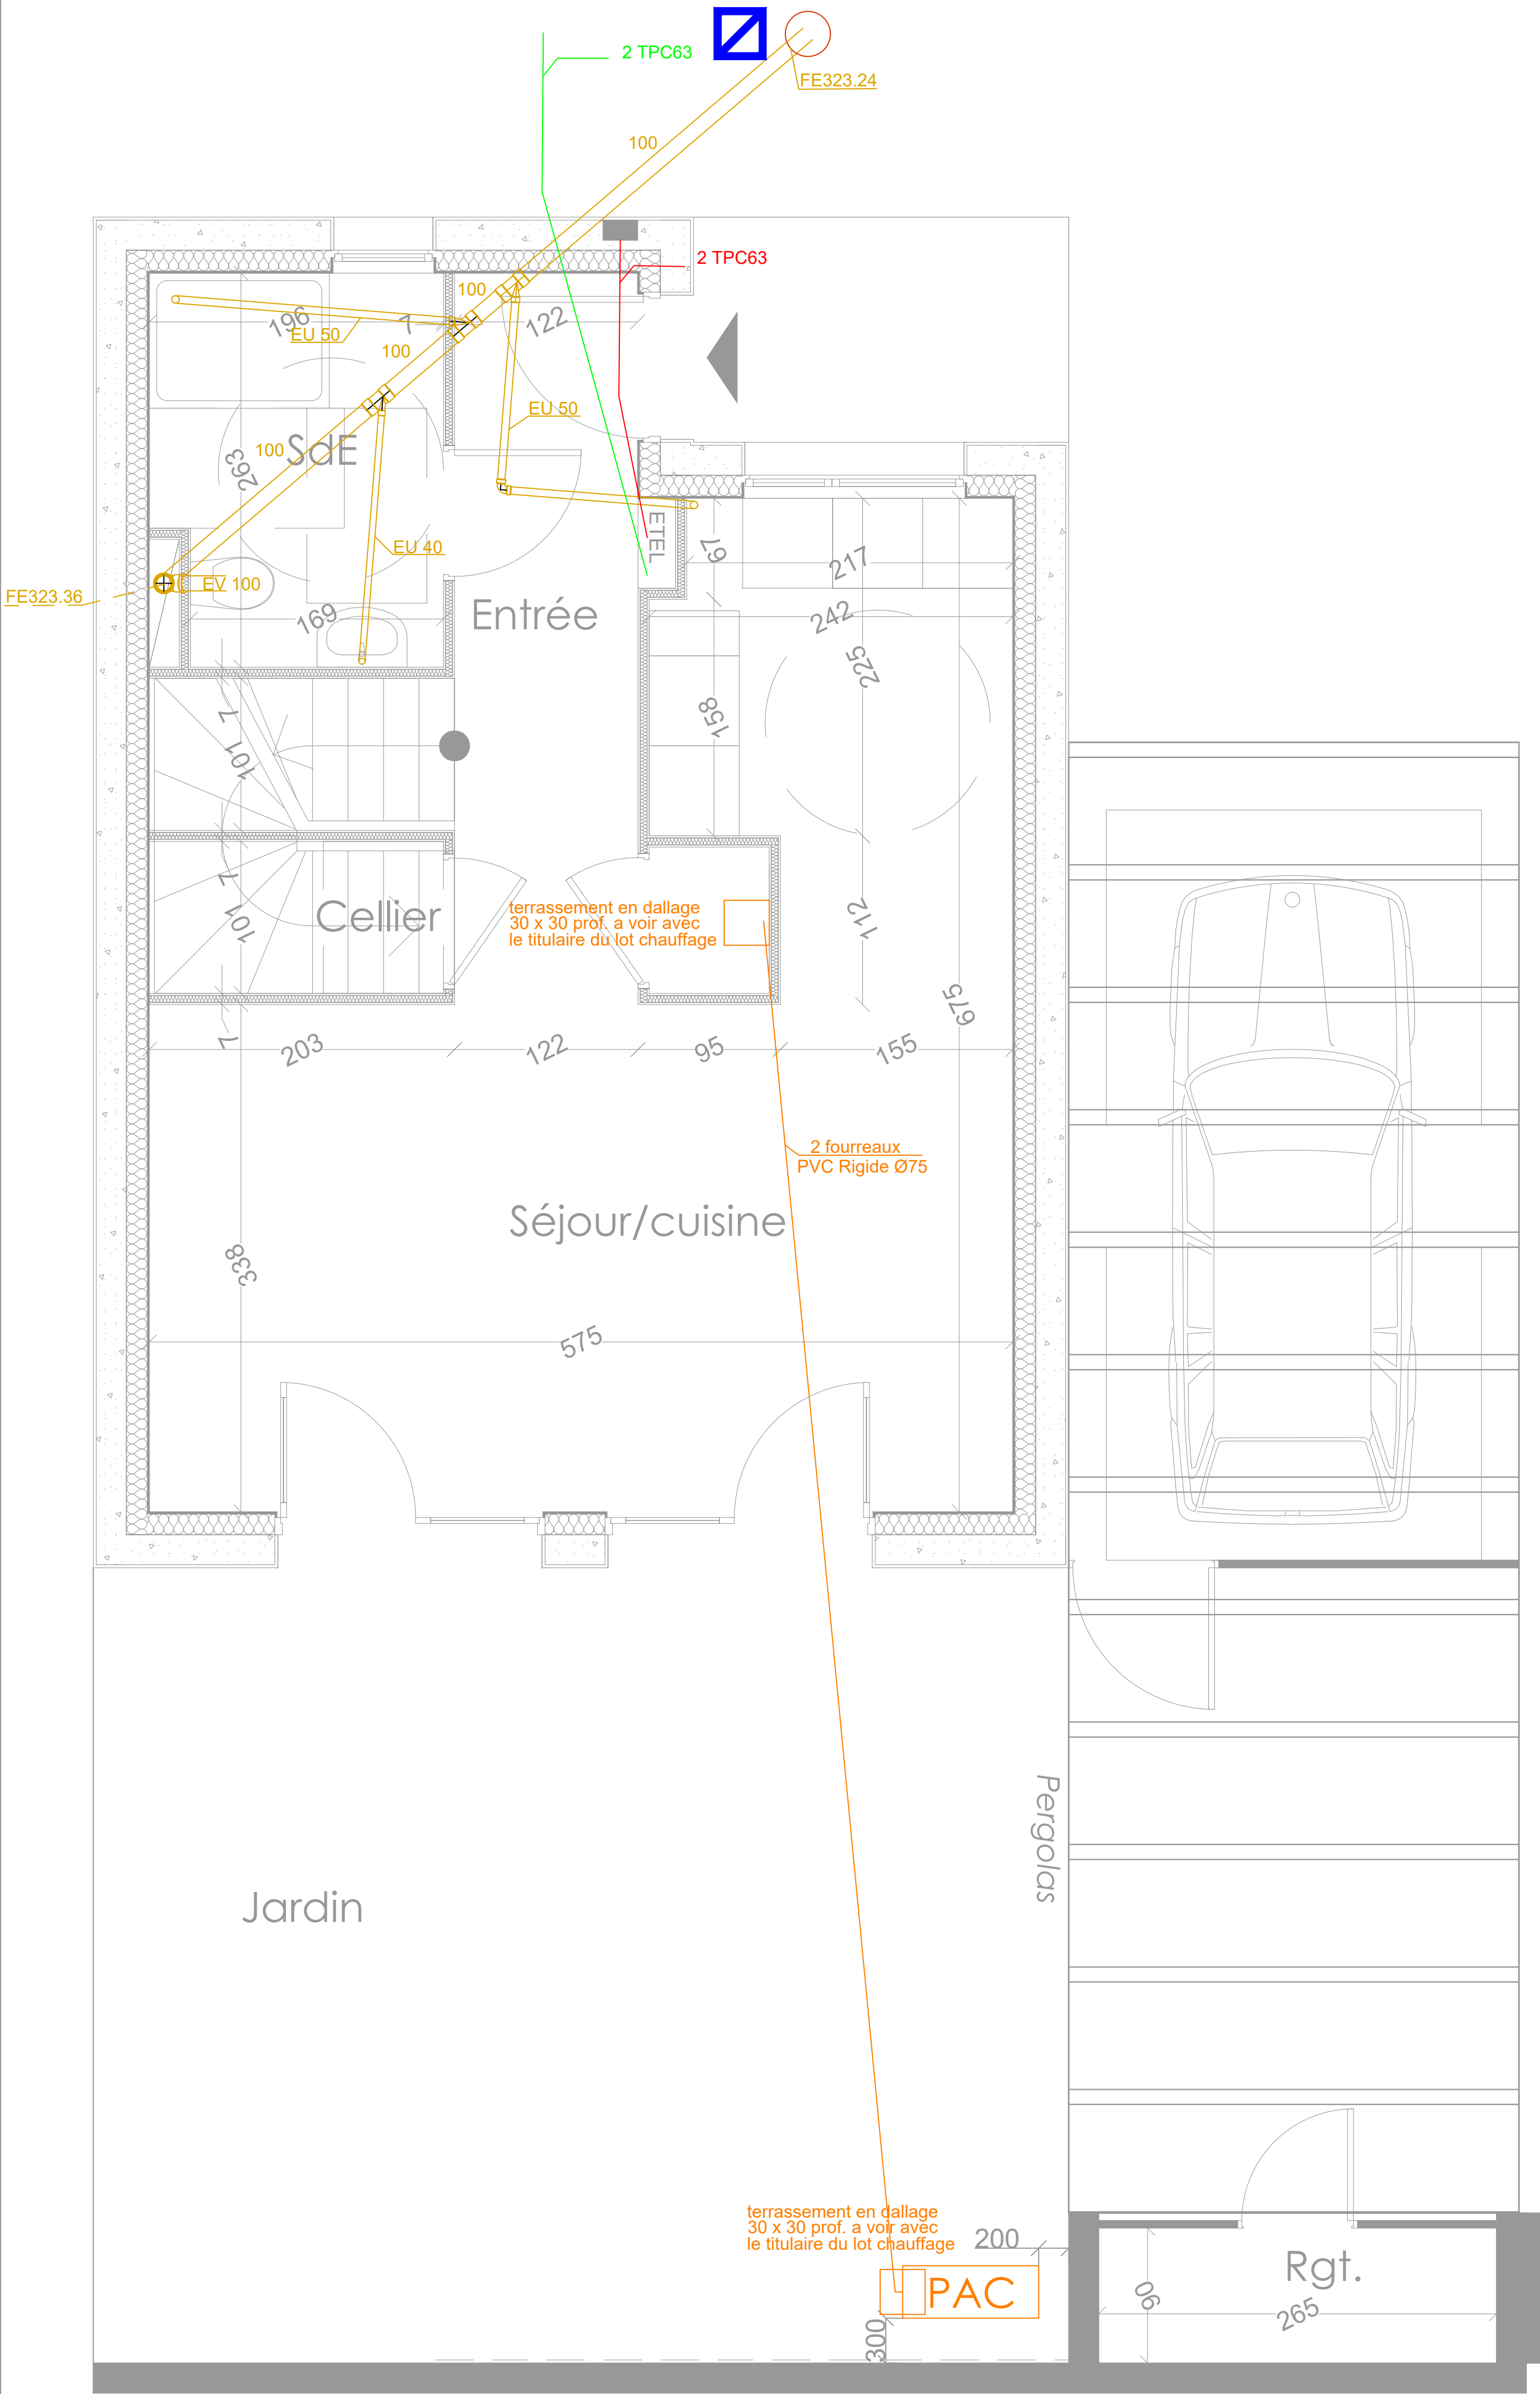 2 TPC63
FE323.24
100
2 TPC63
100
196
7
122
EU 50
100
EU 50
SdE
100
263
ETEL
67
EU 40
217
EV 100
FE323.36
169
Entrée
242
225
158
7
101
7
101
Cellier
terrassement en dallage
30 x 30 prof. a voir avec
le titulaire du lot chauffage
112
675
7
203
122
95
155
2 fourreaux
PVC Rigide Ø75
Séjour/cuisine
338
575
Pergolas
Jardin
terrassement en dallage
30 x 30 prof. a voir avec
le titulaire du lot chauffage
200
PAC
Rgt.
90
265
300